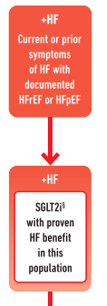 +HF
Current or prior
symptoms
of HF with
documented
HFrEF or HFpEF
+HF
SGLT2i§
with proven
HF benefit
in this
population